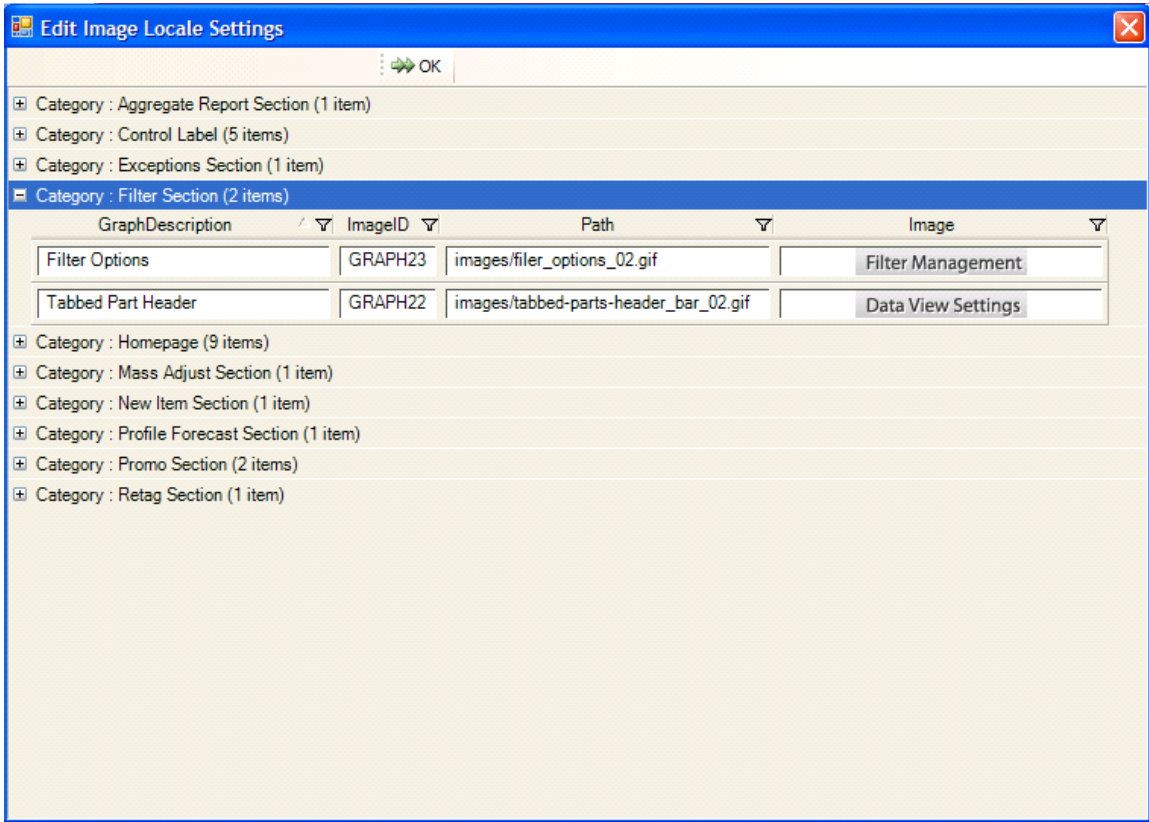 Edit Image Locale Settings
OK
Category : Aggregate Report Section (1 item)
Category : Control Label (5 items)
Category : Exceptions Section (1 item)
Category : Filter Section (2 items)
GraphDescription ImageID Path Image
Filter Options GRAPH23 images/filer_options_02.gif Filter Management
Tabbed Part Header GRAPH22 images/tabbed-parts-header_bar_02.gif Data View Settings
Category : Homepage (9 items)
Category : Mass Adjust Section (1 item)
Category : New Item Section (1 item)
Category : Profile Forecast Section (1 item)
Category : Promo Section (2 items)
Category : Retag Section (1 item)